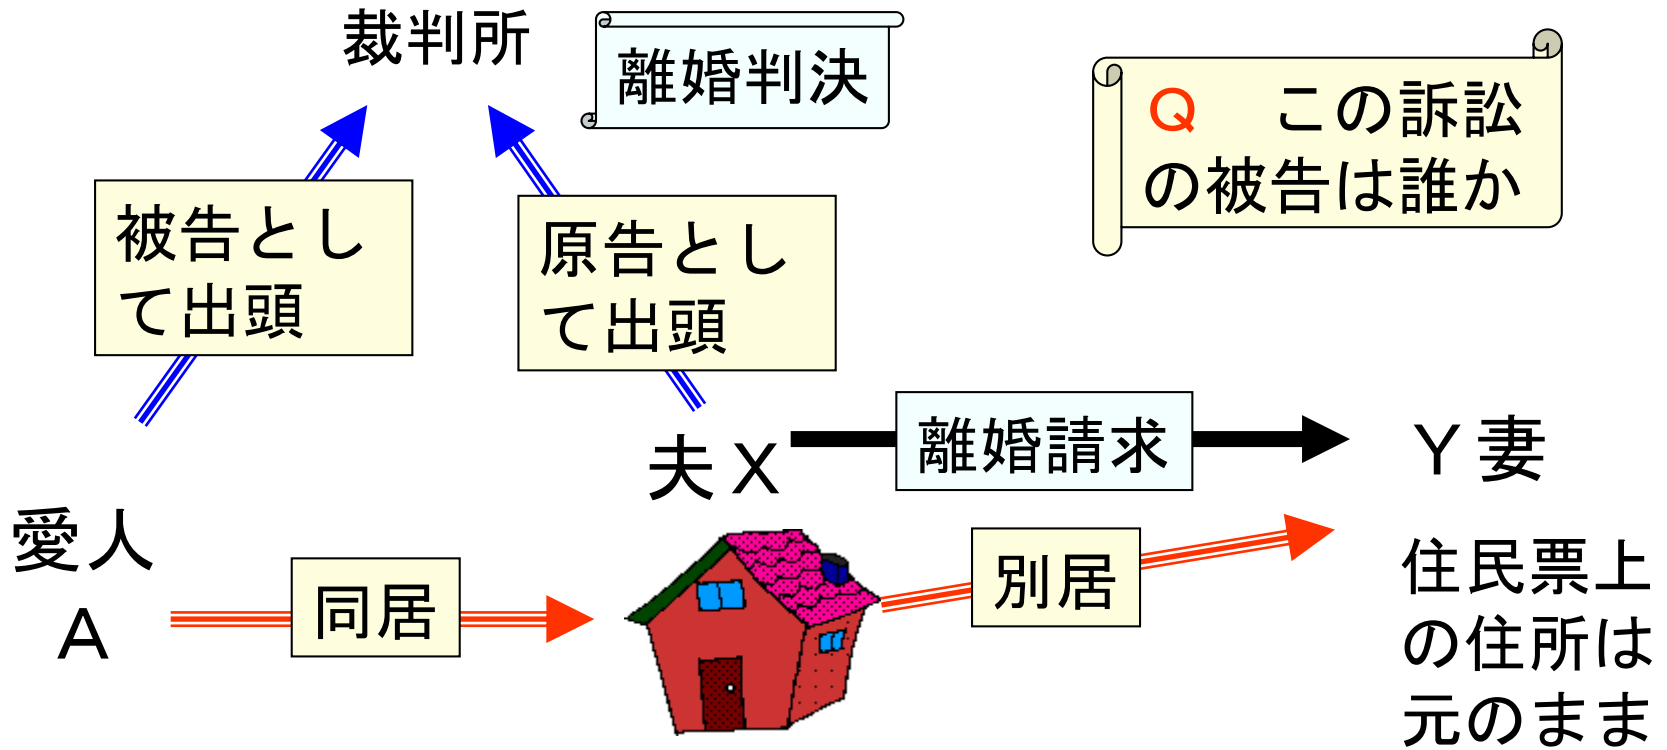 裁判所
離婚判決
Q この訴訟
の被告は誰か
被告とし
て出頭
原告とし
て出頭
夫X
離婚請求
Y妻
愛人
A
同居
別居
住民票上
の住所は
元のまま